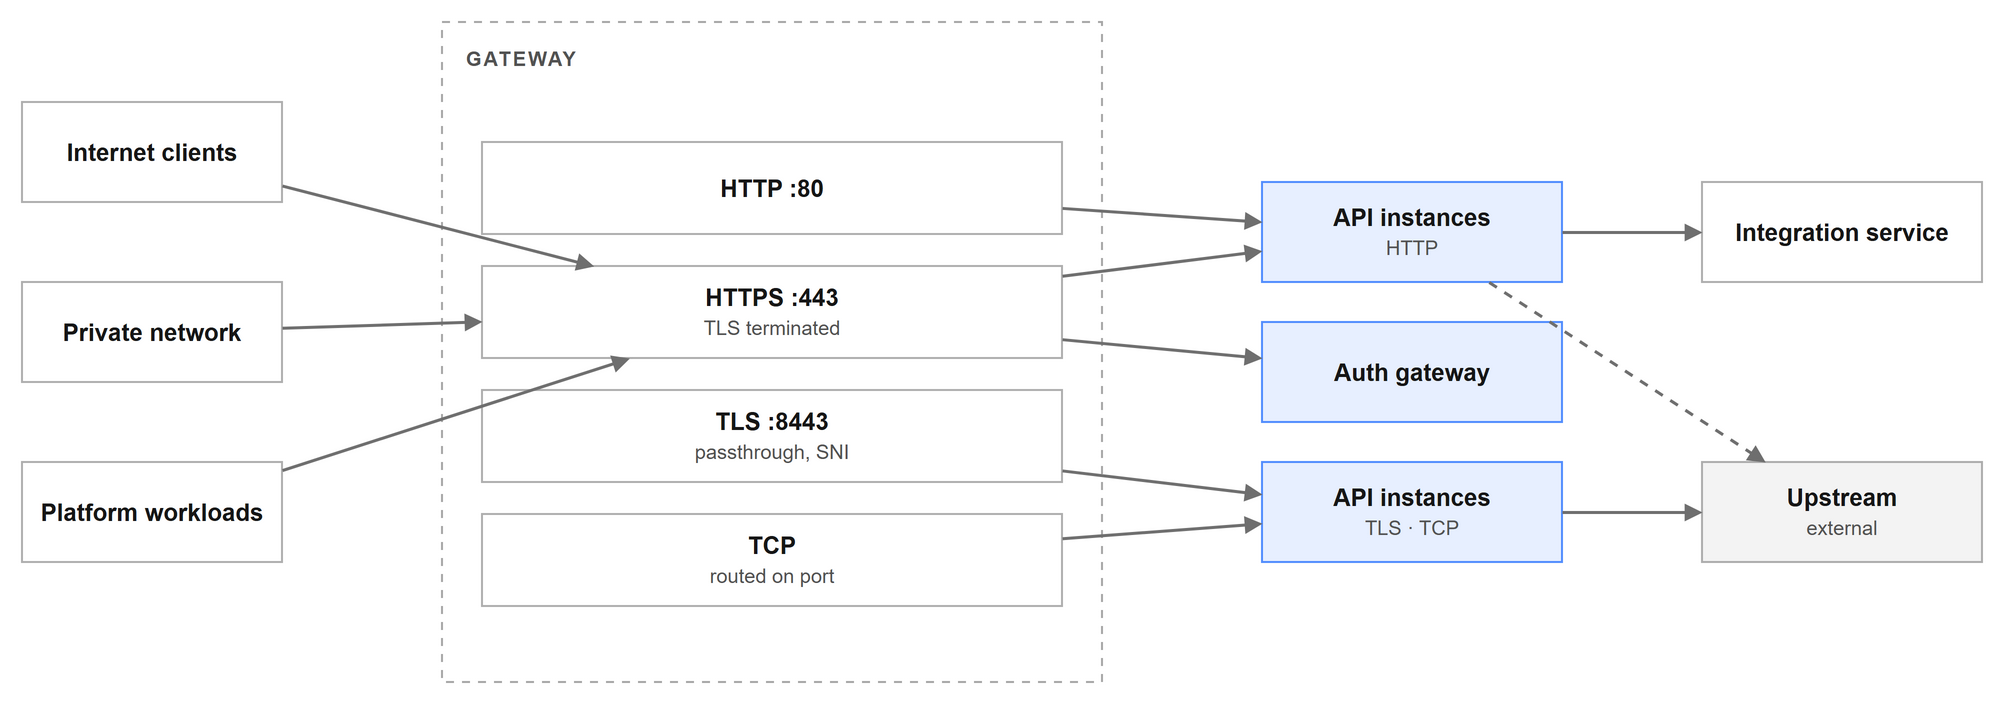 GATEWAY
Internet clients
Private network
Platform workloads
HTTP :80
HTTPS :443
TLS terminated
TLS :8443
passthrough, SNI
TCP
routed on port
API instances
HTTP
Auth gateway
API instances
TLS · TCP
Integration service
Upstream
external